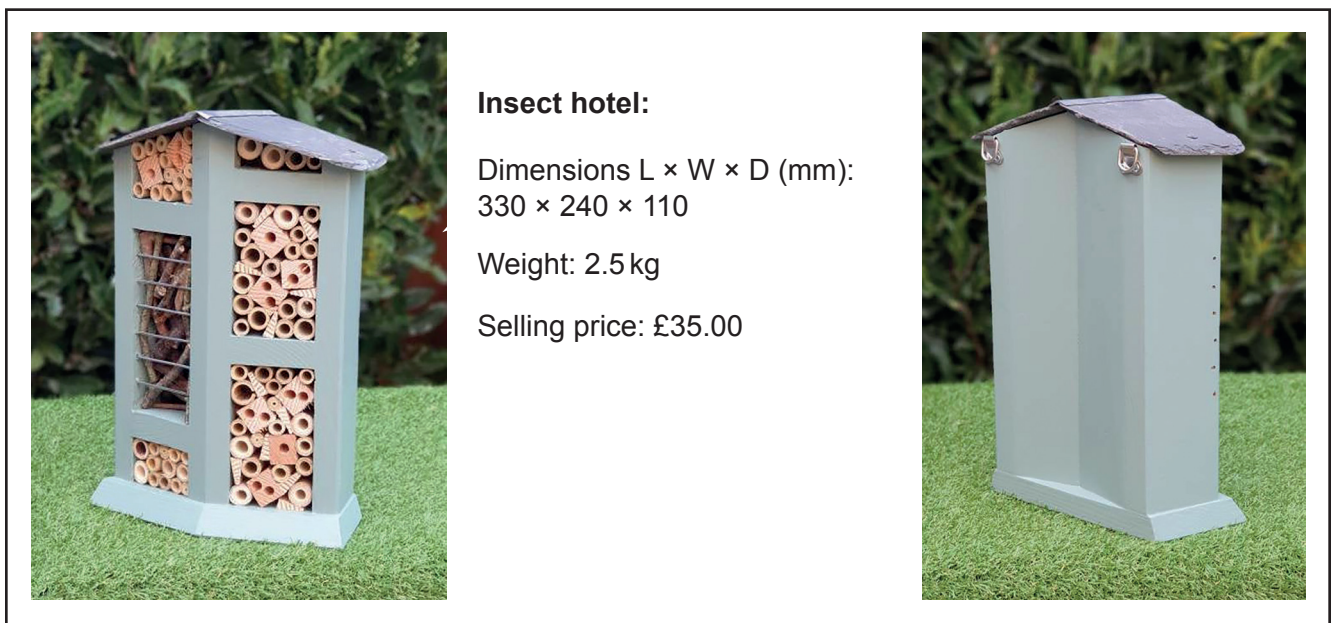 Insect hotel:
Dimensions L × W × D (mm):
330 × 240 × 110
Weight: 2.5 kg
Selling price: £35.00